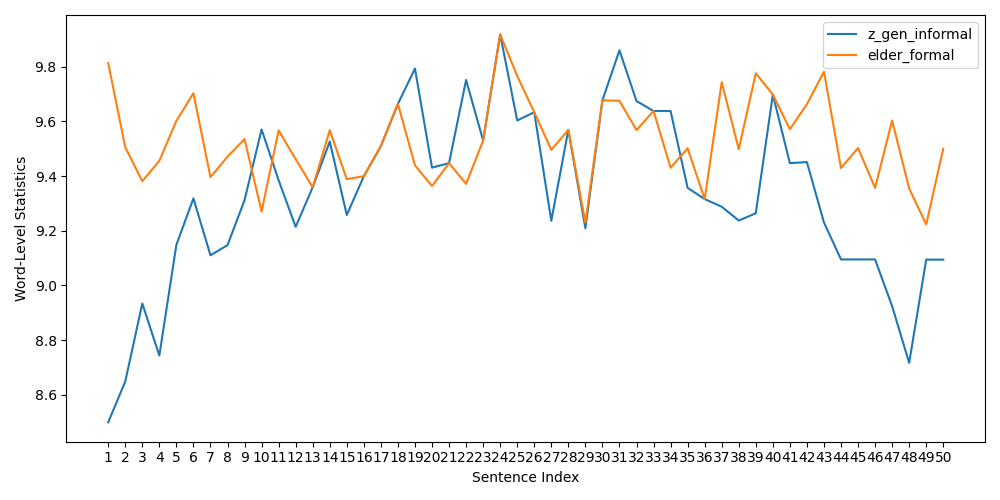 z_gen_informal
elder_formal
Word-Level Statistics
9.8
9.6
9.4
9.2
9.0
8.8
8.6
1 2 3 4 5 6 7 8 9 10 11 12 13 14 15 16 17 18 19 20 21 22 23 24 25 26 27 28 29 30 31 32 33 34 35 36 37 38 39 40 41 42 43 44 45 46 47 48 49 50
Sentence Index